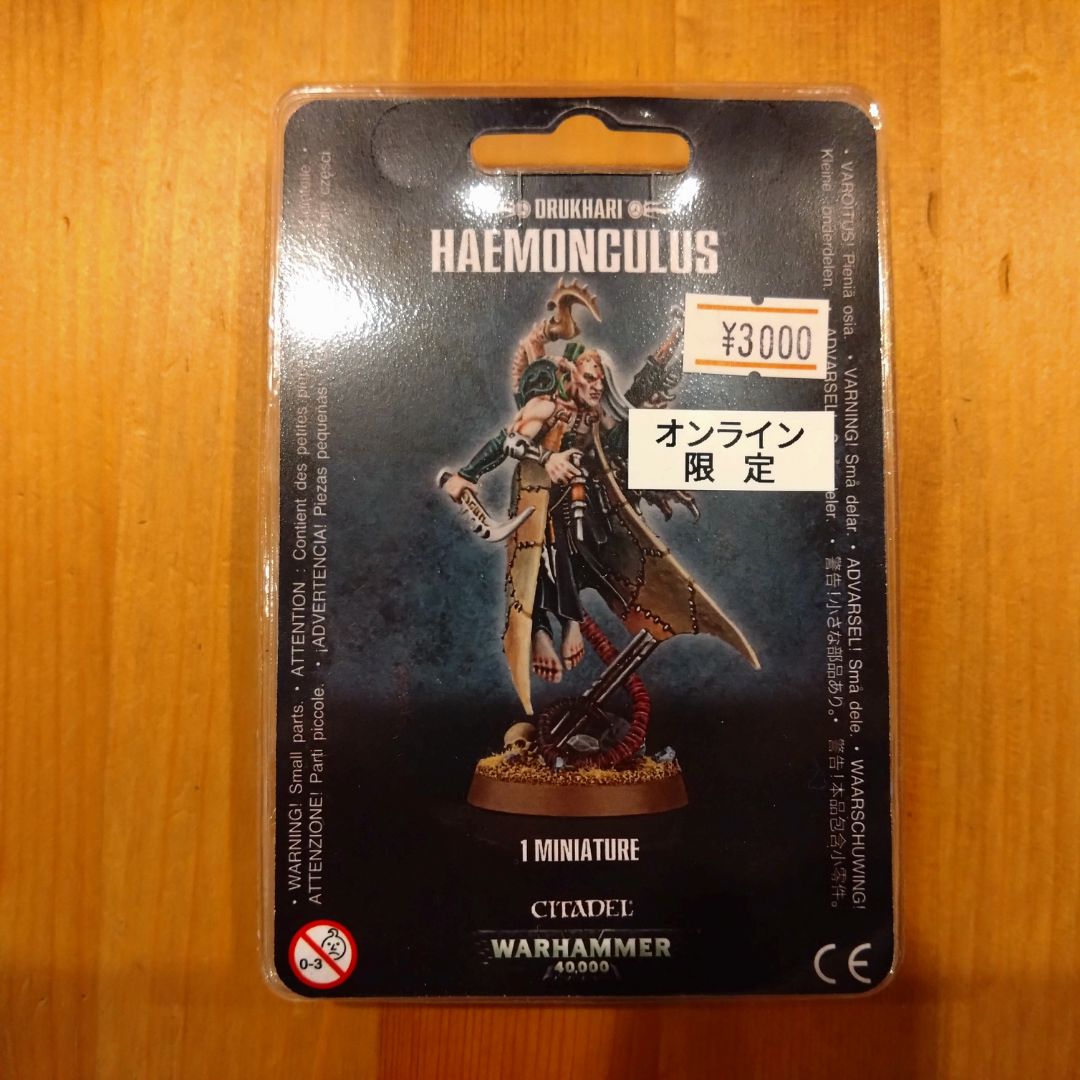 DRUKHARI
HAEMONCULUS
¥3000
オンライン
限 定
1 MINIATURE
CITADEL
WARHAMMER
40,000
0-3
CE
• WARNING! Small parts. • ATTENTION : Contient des petites
ATTENZIONE! Parti piccole. • ¡ADVERTENCIA! Piezas pequeñas
części
• VAROITUS! Pieniä osia. • VARNING! Små delar. • ADVARSEL! Små dele. • WAARSCHUWING!
Kleine onderdelen. • 警告!小さな部品あり。• 警告!本品包含小零件。